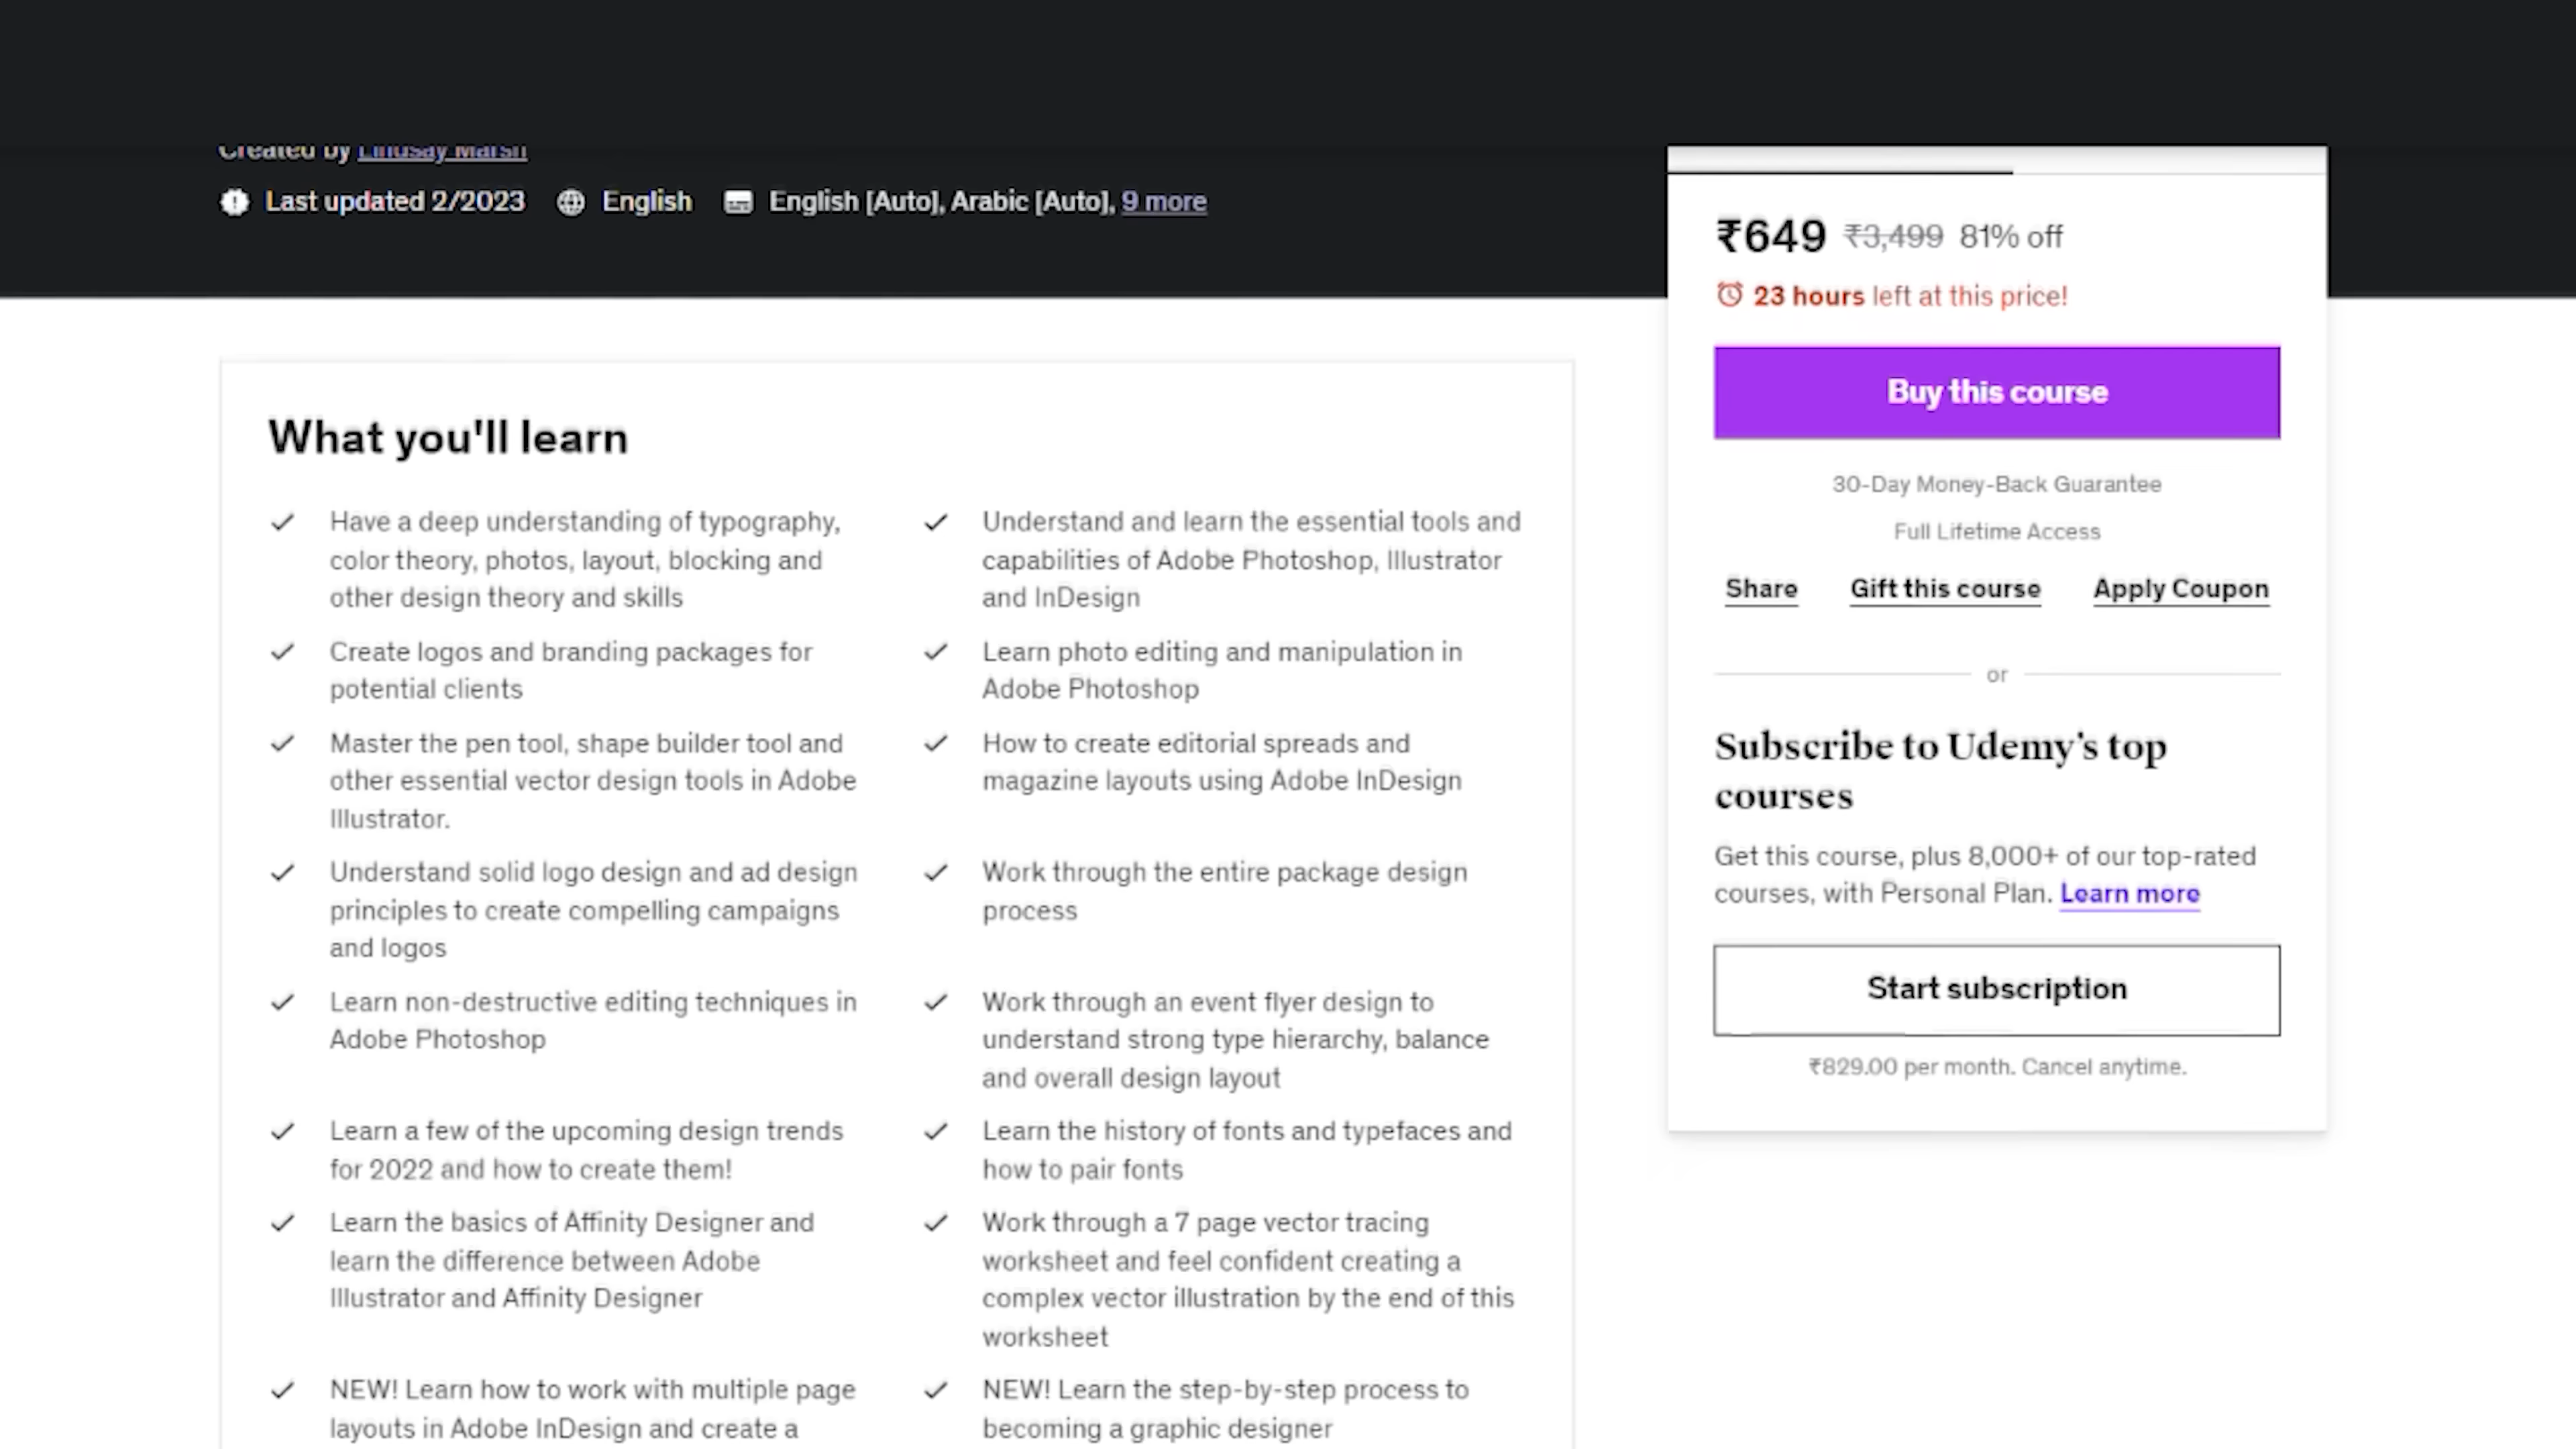 Created by Lindsay Marsh
Last updated 2/2023 English English [Auto], Arabic [Auto], 9 more
What you'll learn
Have a deep understanding of typography,
color theory, photos, layout, blocking and
other design theory and skills
Understand and learn the essential tools and
capabilities of Adobe Photoshop, Illustrator
and InDesign
Create logos and branding packages for
potential clients
Learn photo editing and manipulation in
Adobe Photoshop
Master the pen tool, shape builder tool and
other essential vector design tools in Adobe
Illustrator.
How to create editorial spreads and
magazine layouts using Adobe InDesign
Understand solid logo design and ad design
principles to create compelling campaigns
and logos
Work through the entire package design
process
Learn non-destructive editing techniques in
Adobe Photoshop
Work through an event flyer design to
understand strong type hierarchy, balance
and overall design layout
Learn a few of the upcoming design trends
for 2022 and how to create them!
Learn the history of fonts and typefaces and
how to pair fonts
Learn the basics of Affinity Designer and
learn the difference between Adobe
Illustrator and Affinity Designer
Work through a 7 page vector tracing
worksheet and feel confident creating a
complex vector illustration by the end of this
worksheet
NEW! Learn how to work with multiple page
layouts in Adobe InDesign and create a
NEW! Learn the step-by-step process to
becoming a graphic designer
₹649 ₹3,499 81% off
23 hours left at this price!
Buy this course
30-Day Money-Back Guarantee
Full Lifetime Access
Share Gift this course Apply Coupon
or
Subscribe to Udemy's top
courses
Get this course, plus 8,000+ of our top-rated
courses, with Personal Plan. Learn more
Start subscription
₹829.00 per month. Cancel anytime.